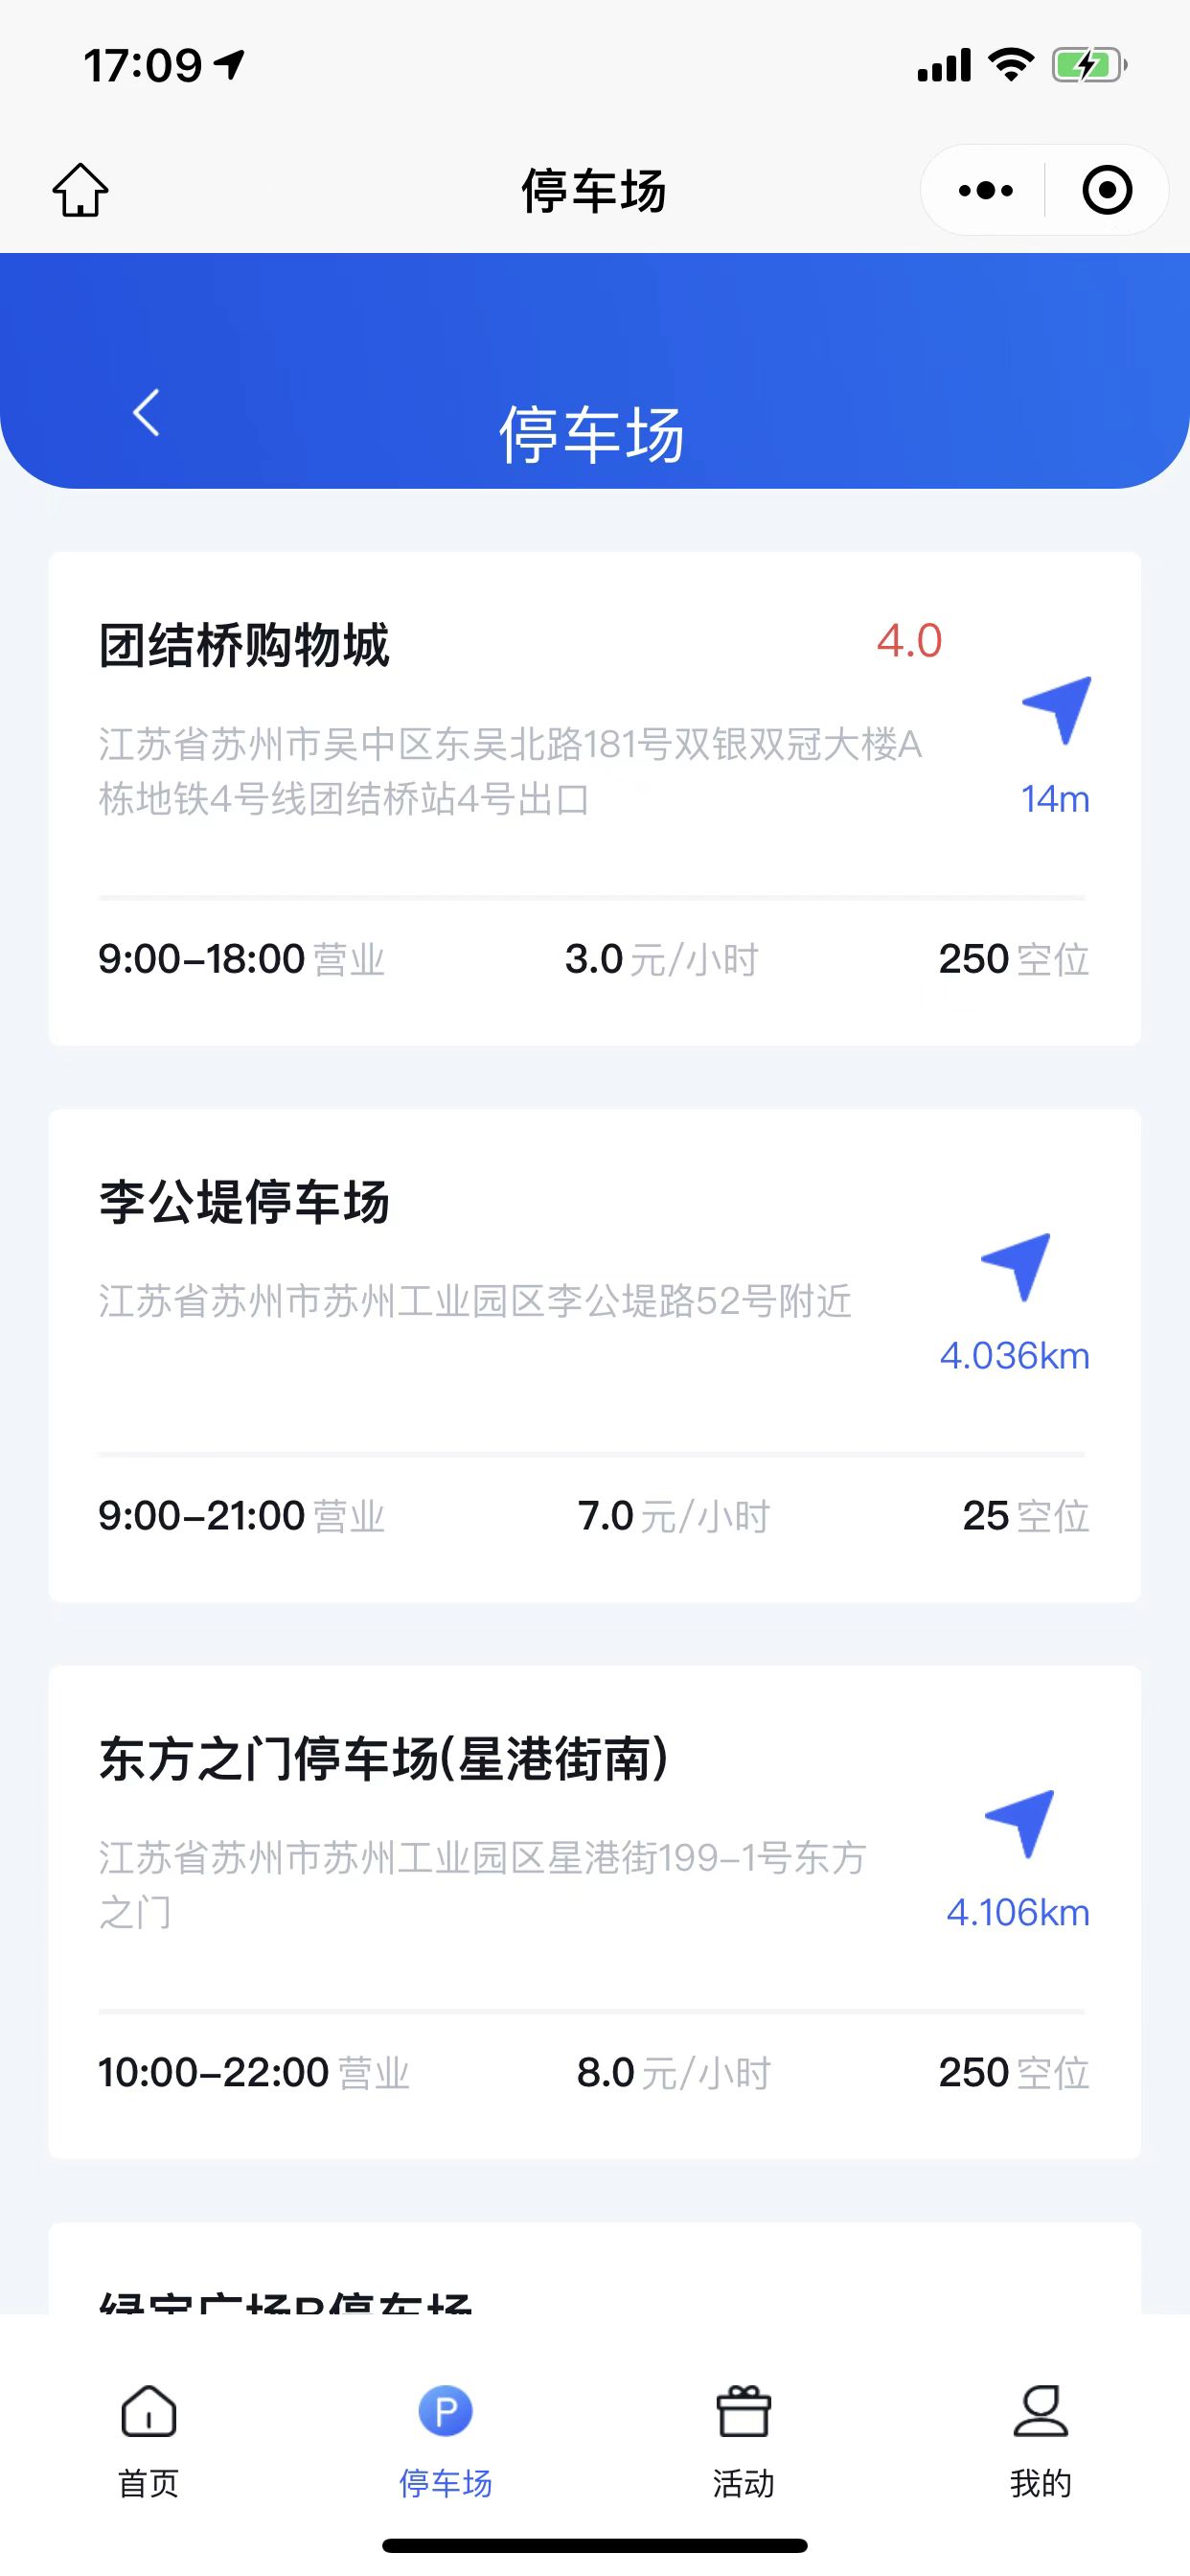 17:09
停车场
停车场
团结桥购物城
4.0
江苏省苏州市吴中区东吴北路181号双银双冠大楼A
栋地铁4号线团结桥站4号出口
14m
9:00-18:00 营业 3.0 元/小时 250 空位
李公堤停车场
江苏省苏州市苏州工业园区李公堤路52号附近
4.036km
9:00-21:00 营业 7.0 元/小时 25 空位
东方之门停车场(星港街南)
江苏省苏州市苏州工业园区星港街199-1号东方
之门
4.106km
10:00-22:00 营业 8.0 元/小时 250 空位
P
首页 停车场 活动 我的